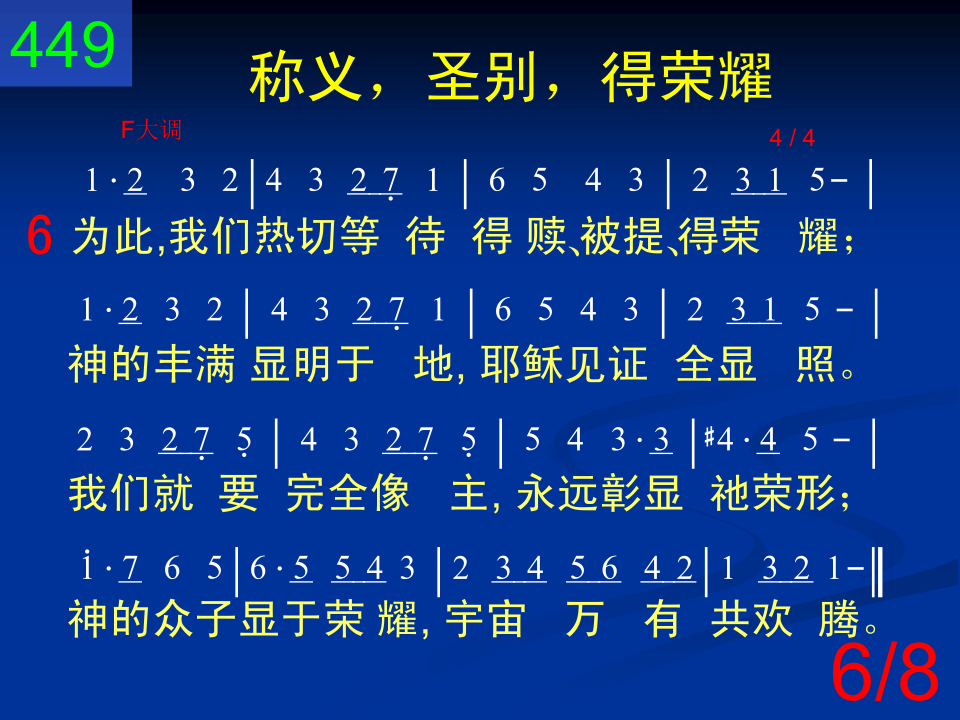 449
称义，圣别，得荣耀
F大调
4 / 4
1 · 2 3 2 | 4 3 2 7̣ 1 | 6 5 4 3 | 2 3 1 5 - |
6 为此,我们热切等 待 得 赎、被提、得荣 耀；
1 · 2 3 2 | 4 3 2 7̣ 1 | 6 5 4 3 | 2 3 1 5 - |
神的丰满 显明于 地, 耶稣见证 全显 照。
2 3 2 7̣ 5̣ | 4 3 2 7̣ 5̣ | 5 4 3 · 3 | ♯4 · 4 5 - |
我们就 要 完全像 主, 永远彰显 祂荣形；
1̇ · 7 6 5 | 6 · 5 5 4 3 | 2 3 4 5 6 4 2 | 1 3 2 1 - ‖
神的众子显于荣 耀, 宇宙 万 有 共欢 腾。
6/8